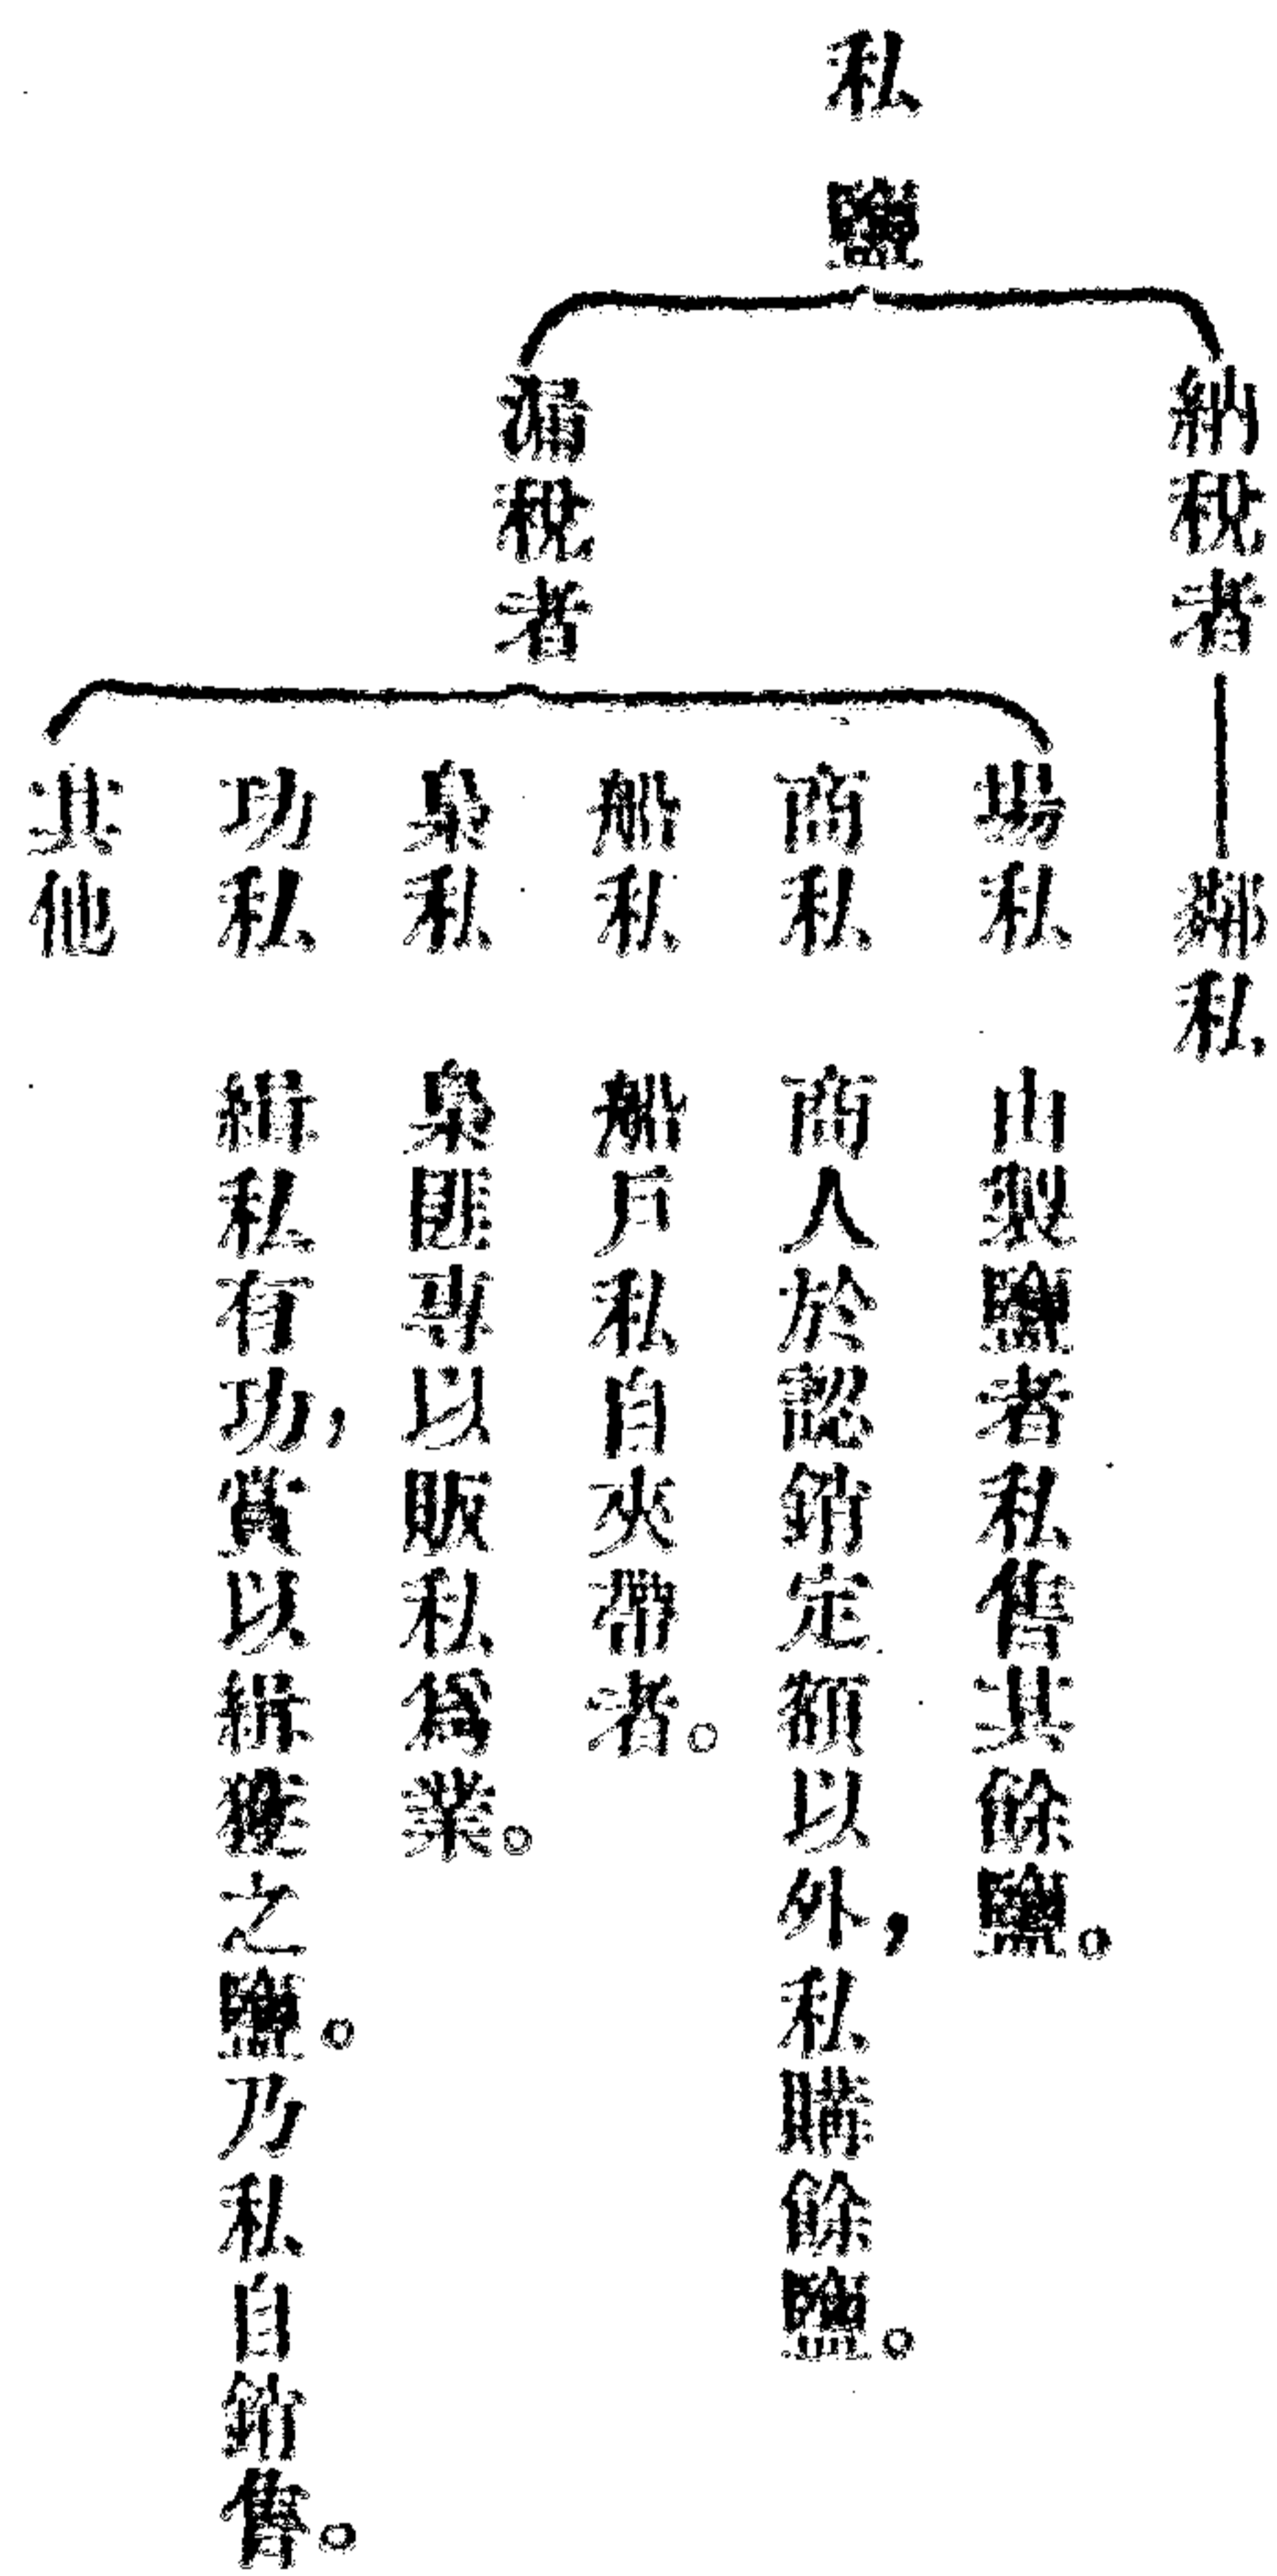 私鹽
納稅者
鄰私
漏稅者
場私 由製鹽者私售其餘鹽。
商私 商人於認銷定額以外，私購餘鹽。
船私 船戶私自夾帶者。
梟私 梟匪專以販私爲業。
功私 緝私有功，賞以緝獲之鹽。乃私自銷售。
其他